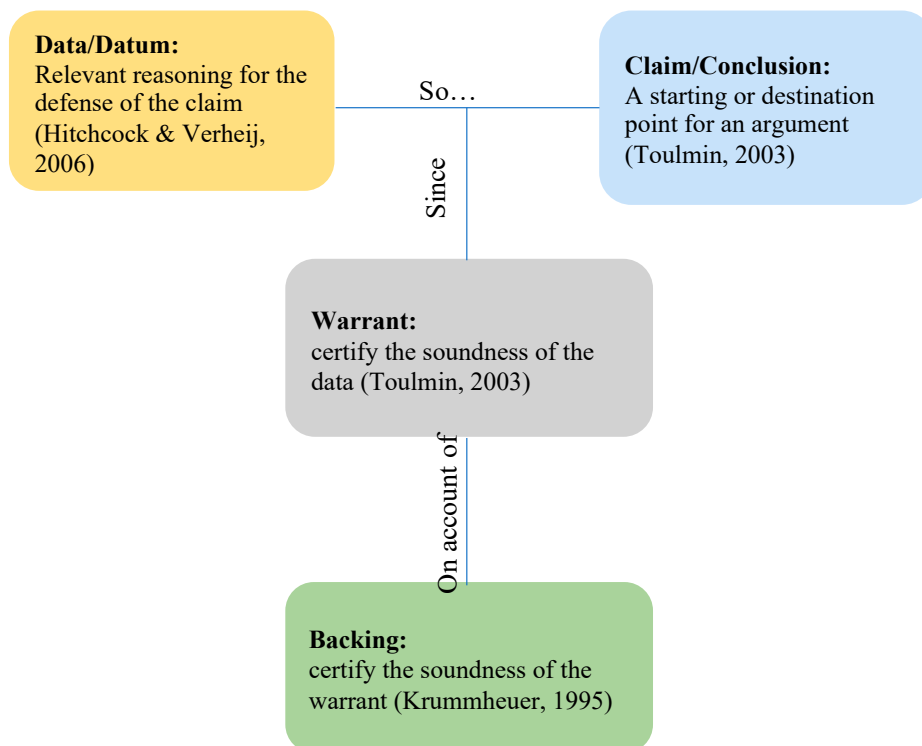 Data/Datum:
Relevant reasoning for the
defense of the claim
(Hitchcock & Verheij,
2006)
So…
Claim/Conclusion:
A starting or destination
point for an argument
(Toulmin, 2003)
Since
Warrant:
certify the soundness of the
data (Toulmin, 2003)
On account of
Backing:
certify the soundness of the
warrant (Krummheuer, 1995)